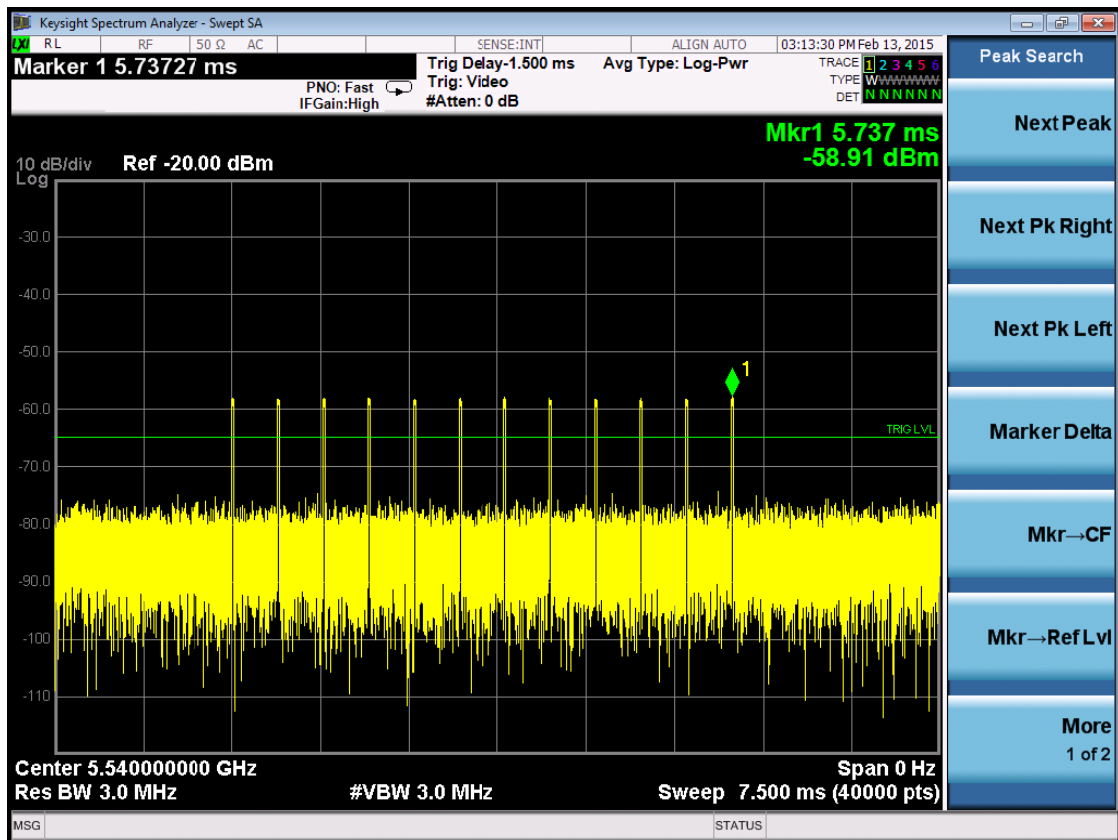 Keysight Spectrum Analyzer - Swept SA
LXI RL RF 50 Ω AC SENSE:INT ALIGN AUTO 03:13:30 PM Feb 13, 2015
Marker 1 5.73727 ms
PNO: Fast
IFGain:High
Trig Delay-1.500 ms
Trig: Video
#Atten: 0 dB
Avg Type: Log-Pwr
TRACE 1 2 3 4 5 6
TYPE WWWWWW
DET N N N N N N
Mkr1 5.737 ms
-58.91 dBm
10 dB/div Ref -20.00 dBm
Log
-30.0
-40.0
-50.0
1
-60.0
TRIG LVL
-70.0
-80.0
-90.0
-100
-110
Center 5.540000000 GHz Span 0 Hz
Res BW 3.0 MHz #VBW 3.0 MHz Sweep 7.500 ms (40000 pts)
MSG STATUS
Peak Search
Next Peak
Next Pk Right
Next Pk Left
Marker Delta
Mkr→CF
Mkr→Ref Lvl
More
1 of 2